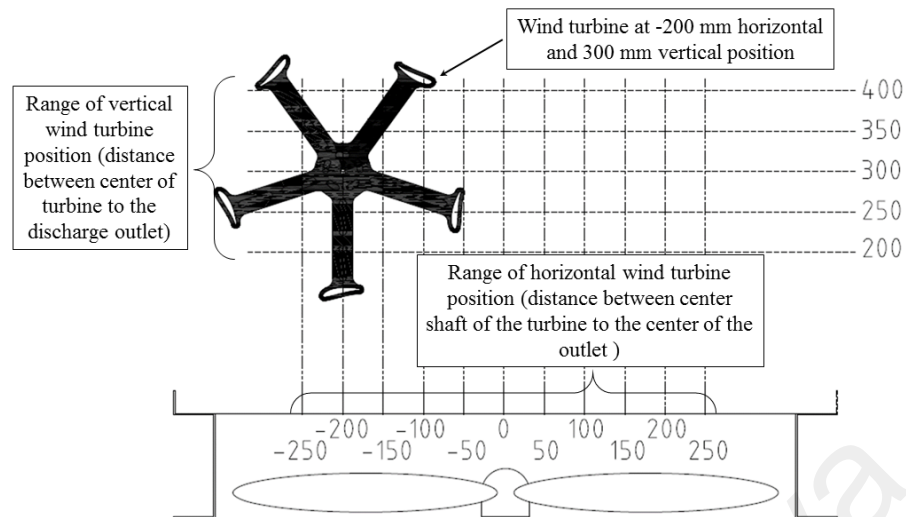 Wind turbine at -200 mm horizontal
and 300 mm vertical position
Range of vertical
wind turbine
position (distance
between center of
turbine to the
discharge outlet)
400
350
300
250
200
Range of horizontal wind turbine
position (distance between center
shaft of the turbine to the center of the
outlet )
-200 -100 0 100 200
-250 -150 -50 50 150 250